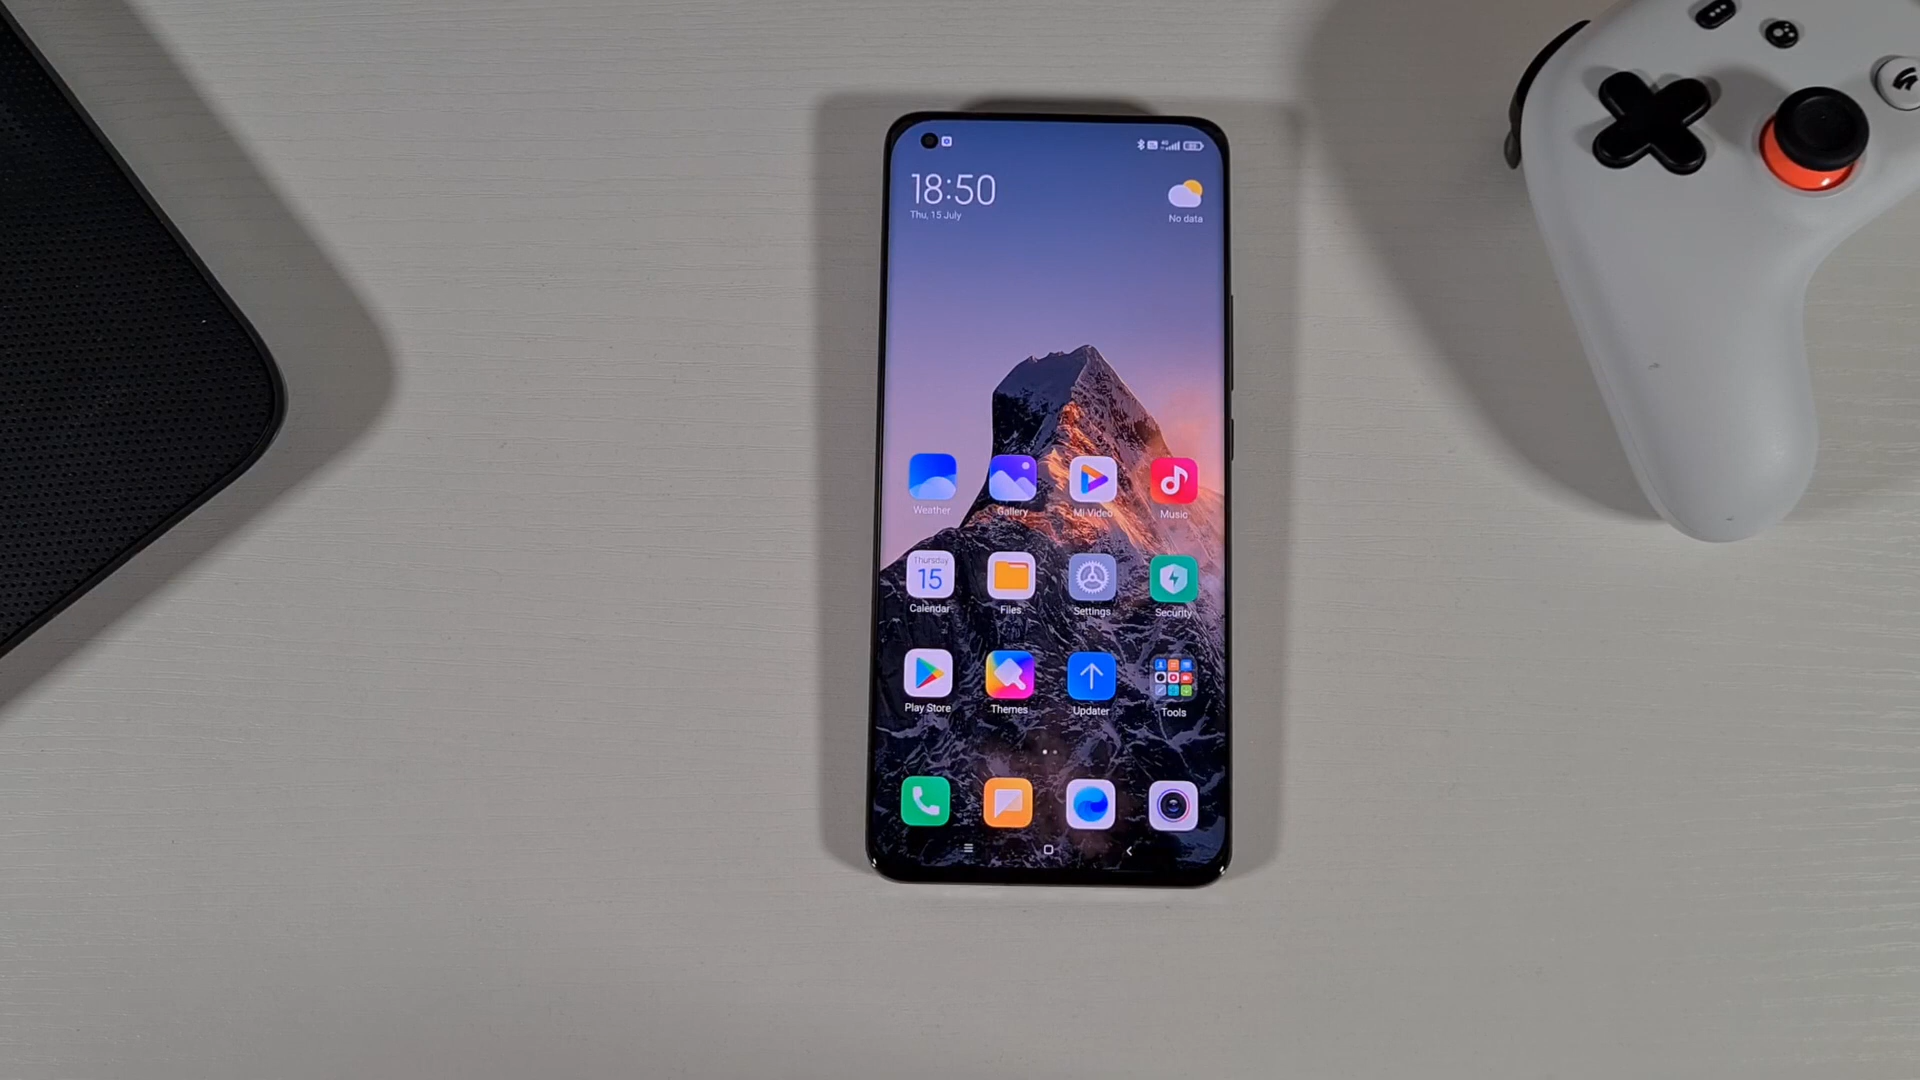 18:50
Thu, 15 July
No data
Weather
Gallery
Mi Video
Music
Thursday
15
Calendar
Files
Settings
Security
Play Store
Themes
Updater
Tools